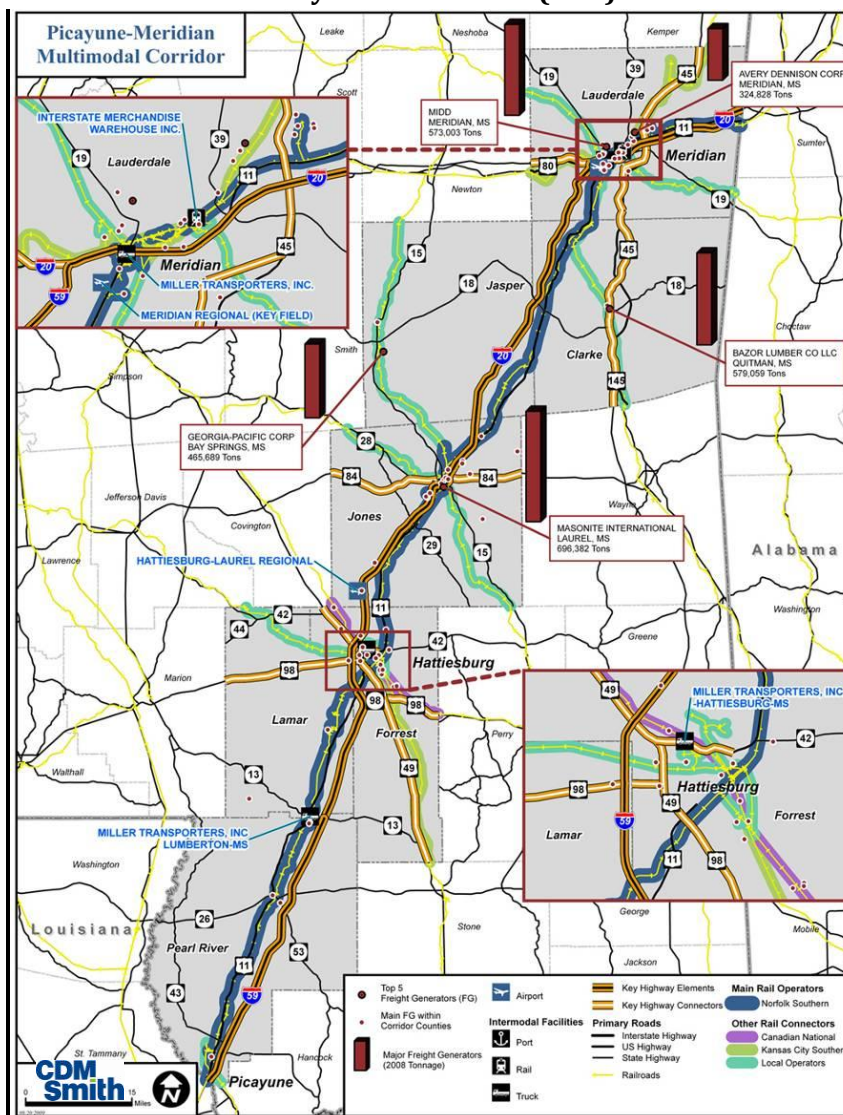 Picayune-Meridian
Multimodal Corridor
Leake
Neshoba
Kemper
Scott
19
39
45
Lauderdale
AVERY DENNISON CORP
MERIDIAN, MS
324,828 Tons
MIDD
MERIDIAN, MS
573,003 Tons
11
20
Meridian
Sumter
80
Newton
19
INTERSTATE MERCHANDISE
WAREHOUSE INC.
39
19
Lauderdale
11
20
45
Meridian
20
59
MILLER TRANSPORTERS, INC.
MERIDIAN REGIONAL (KEY FIELD)
15
45
18
Jasper
18
Choctaw
Smith
20
Clarke
Simpson
145
BAZOR LUMBER CO LLC
QUITMAN, MS
579,059 Tons
GEORGIA-PACIFIC CORP
BAY SPRINGS, MS
465,689 Tons
28
84
84
Jefferson Davis
Jones
Wayne
Covington
MASONITE INTERNATIONAL
LAUREL, MS
696,382 Tons
29
15
Lawrence
Alabama
HATTIESBURG-LAUREL REGIONAL
11
Washington
42
44
42
Greene
Hattiesburg
98
Marion
98
98
Lamar
Forrest
Perry
49
Walthall
13
13
MILLER TRANSPORTERS, INC
LUMBERTON-MS
49
MILLER TRANSPORTERS, INC
-HATTIESBURG-MS
42
98
Hattiesburg
49
Lamar
59
Forrest
11
98
Washington
26
Louisiana
Pearl River
11
53
59
43
Stone
George
Mobile
Jackson
Hancock
St. Tammany
Picayune
CDM
Smith
N
0
15
Miles
Top 5
Freight Generators (FG)
Main FG within
Corridor Counties
Major Freight Generators
(2008 Tonnage)
Airport
Intermodal Facilities
Port
Rail
Truck
Key Highway Elements
Key Highway Connectors
Primary Roads
Interstate Highway
US Highway
State Highway
Railroads
Main Rail Operators
Norfolk Southern
Other Rail Connectors
Canadian National
Kansas City Southern
Local Operators